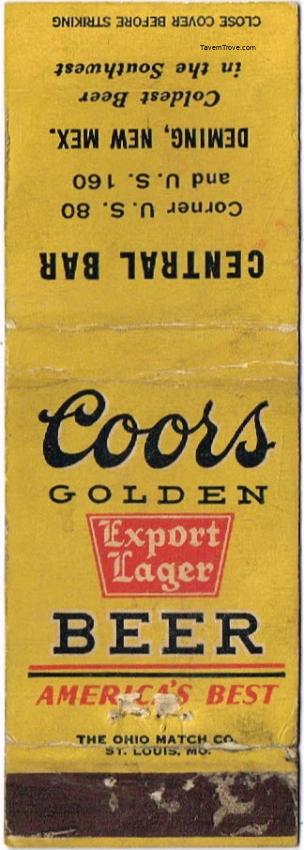 TavernTrove.com
Coors
GOLDEN
Export
Lager
BEER
AMERICA'S BEST
THE OHIO MATCH CO.
ST. LOUIS, MO.
CENTRAL BAR
Corner U.S. 80
and U.S. 160
DEMING, NEW MEX.
Coldest Beer
in the Southwest
CLOSE COVER BEFORE STRIKING